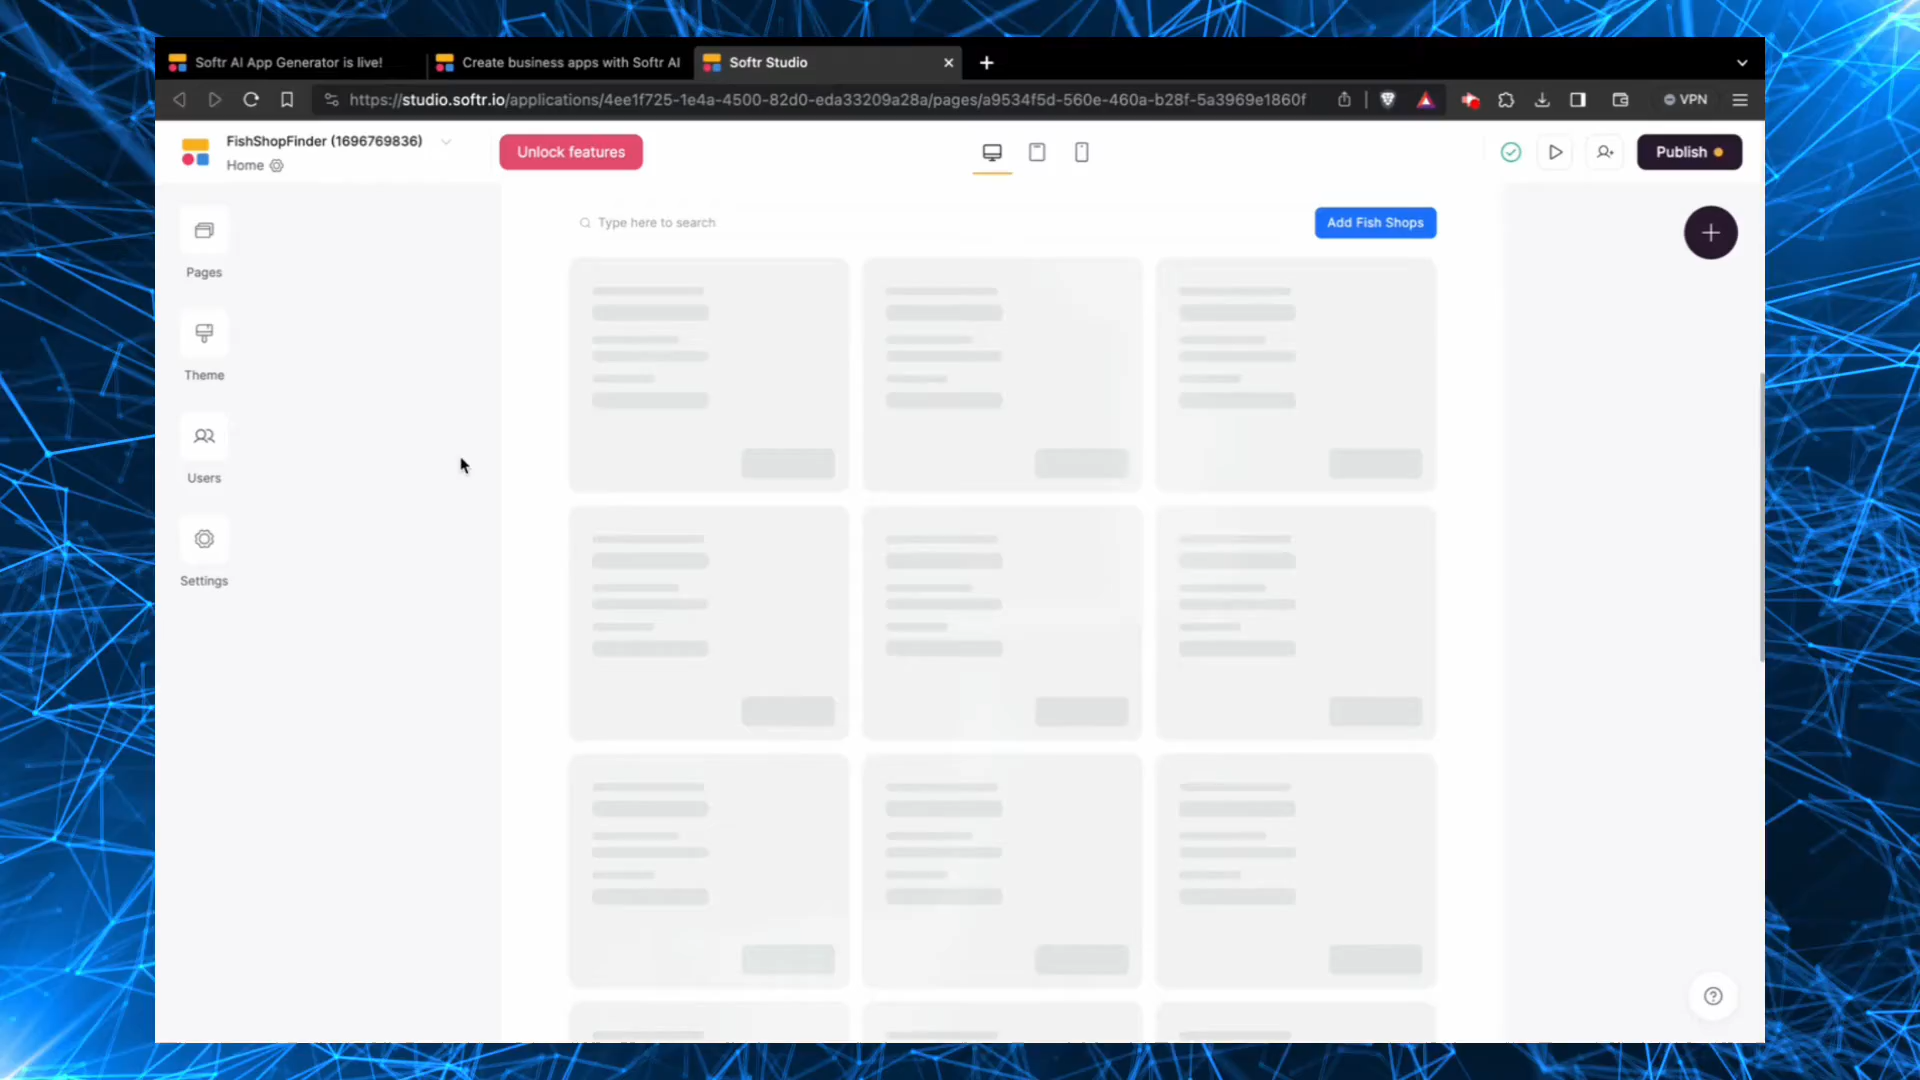 Softr AI App Generator is live!
Create business apps with Softr AI
Softr Studio
https://studio.softr.io/applications/4ee1f725-1e4a-4500-82d0-eda33209a28a/pages/a9534f5d-560e-460a-b28f-5a3969e1860f
VPN
FishShopFinder (1696769836)
Home
Unlock features
Publish
Type here to search
Add Fish Shops
Pages
Theme
Users
Settings